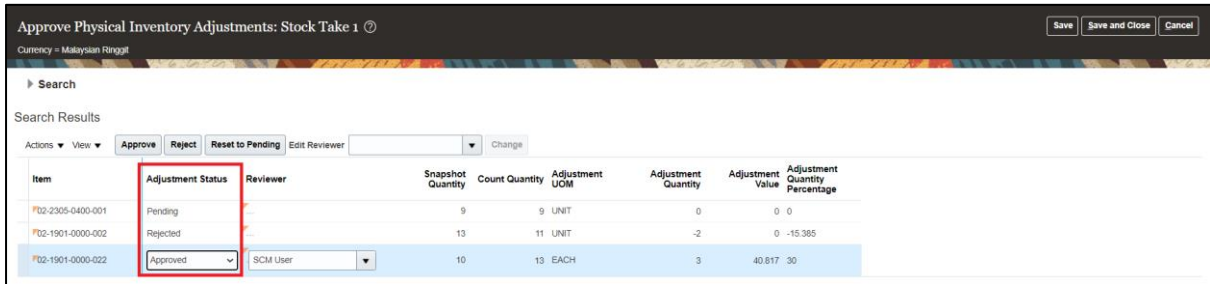 Approve Physical Inventory Adjustments: Stock Take 1
Save Save and Close Cancel
Currency = Malaysian Ringgit
Search
Search Results
Actions View Approve Reject Reset to Pending Edit Reviewer Change
Item Adjustment Status Reviewer Snapshot Quantity Count Quantity Adjustment UOM Adjustment Quantity Adjustment Value Adjustment Quantity Percentage
02-2305-0400-001 Pending ... 9 9 UNIT 0 0 0
02-1901-0000-002 Rejected ... 13 11 UNIT -2 0 -15.385
02-1901-0000-022 Approved SCM User 10 13 EACH 3 40.817 30